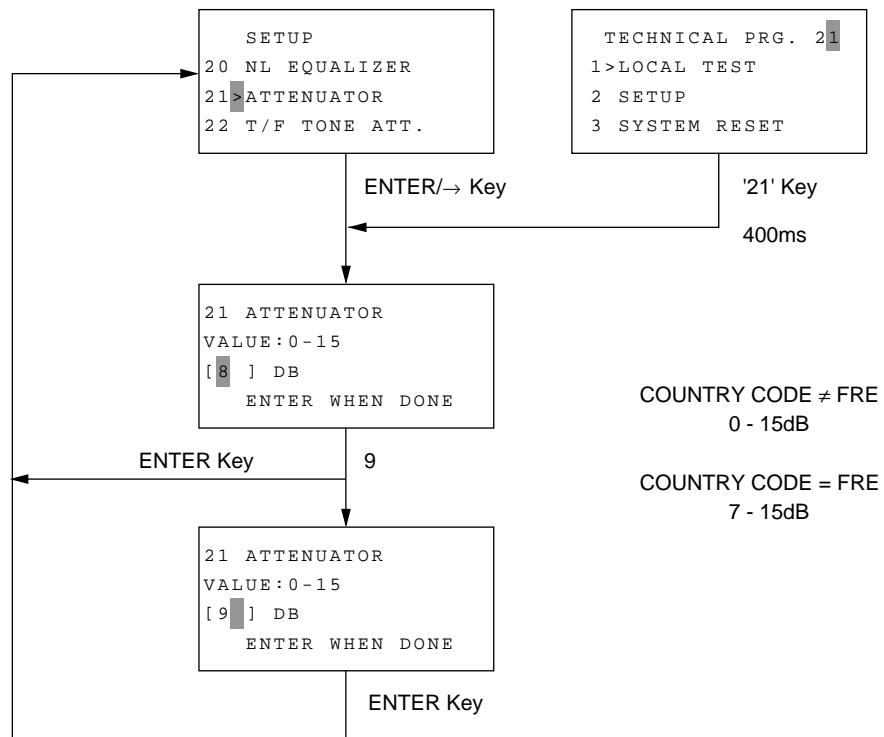 SETUP
20 NL EQUALIZER
21>ATTENUATOR
22 T/F TONE ATT.
TECHNICAL PRG. 21
1>LOCAL TEST
2 SETUP
3 SYSTEM RESET
ENTER/→ Key
'21' Key
400ms
21 ATTENUATOR
VALUE:0-15
[8 ] DB
ENTER WHEN DONE
COUNTRY CODE ≠ FRE
0 - 15dB
ENTER Key
9
COUNTRY CODE = FRE
7 - 15dB
21 ATTENUATOR
VALUE:0-15
[9 ] DB
ENTER WHEN DONE
ENTER Key